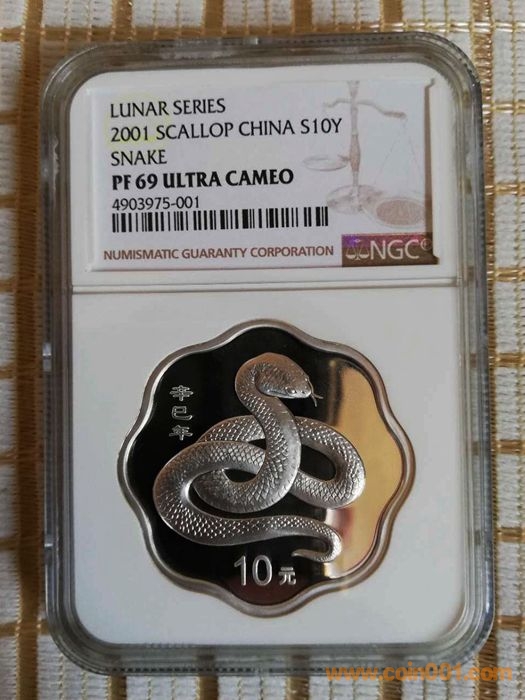 LUNAR SERIES
2001 SCALLOP CHINA S10Y
SNAKE
PF 69 ULTRA CAMEO
4903975-001
NUMISMATIC GUARANTY CORPORATION
NGC
辛巳年
10元
www.coin001.com